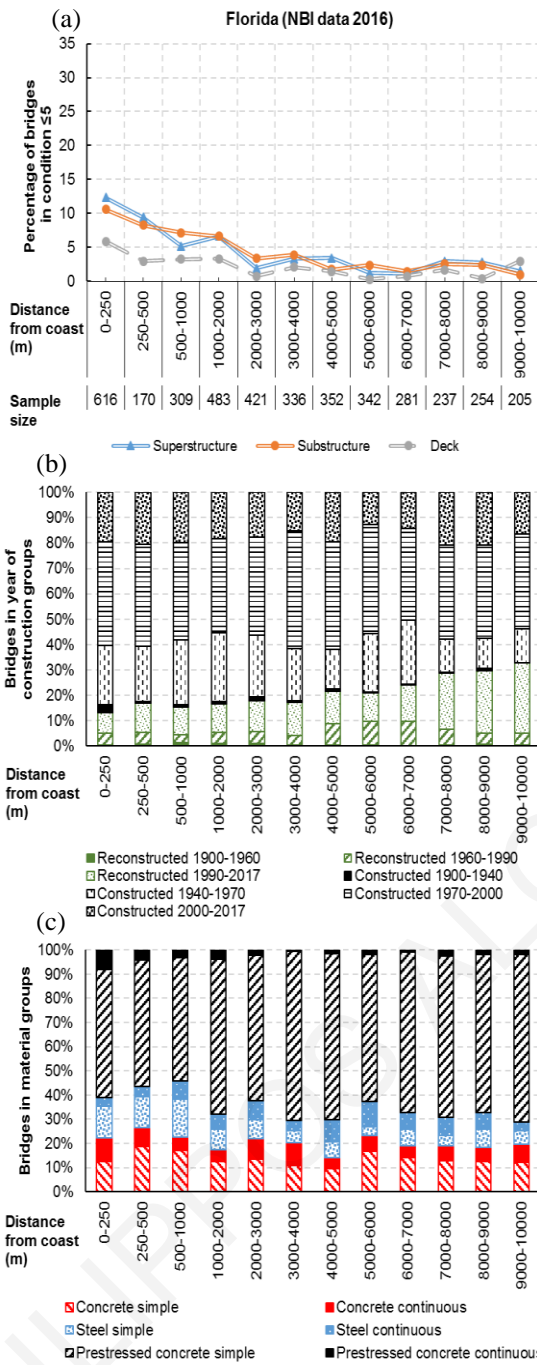 (a)
Florida (NBI data 2016)
Percentage of bridges
in condition ≤5
35
30
25
20
15
10
5
0
Distance
from coast
(m)
0-250
250-500
500-1000
1000-2000
2000-3000
3000-4000
4000-5000
5000-6000
6000-7000
7000-8000
8000-9000
9000-10000
Sample
size
616 170 309 483 421 336 352 342 281 237 254 205
Superstructure Substructure Deck
(b)
Bridges in year of
construction groups
100%
90%
80%
70%
60%
50%
40%
30%
20%
10%
0%
Distance
from coast
(m)
0-250
250-500
500-1000
1000-2000
2000-3000
3000-4000
4000-5000
5000-6000
6000-7000
7000-8000
8000-9000
9000-10000
Reconstructed 1900-1960 Reconstructed 1960-1990
Reconstructed 1990-2017 Constructed 1900-1940
Constructed 1940-1970 Constructed 1970-2000
Constructed 2000-2017
(c)
Bridges in material groups
100%
90%
80%
70%
60%
50%
40%
30%
20%
10%
0%
Distance
from coast
(m)
0-250
250-500
500-1000
1000-2000
2000-3000
3000-4000
4000-5000
5000-6000
6000-7000
7000-8000
8000-9000
9000-10000
Concrete simple Concrete continuous
Steel simple Steel continuous
Prestressed concrete simple Prestressed concrete continuous